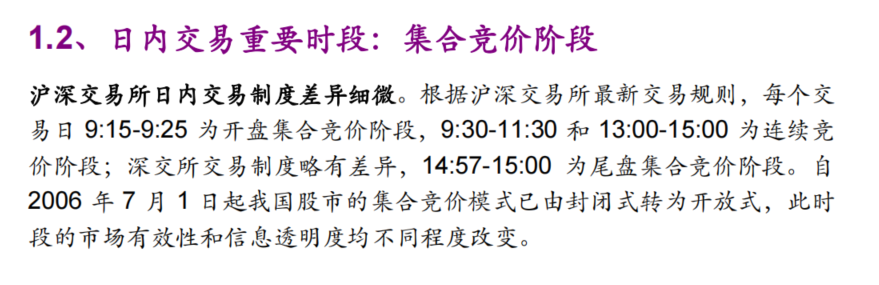 1.2、日内交易重要时段：集合竞价阶段
沪深交易所日内交易制度差异细微。根据沪深交易所最新交易规则，每个交
易日 9:15-9:25 为开盘集合竞价阶段，9:30-11:30 和 13:00-15:00 为连续竞
价阶段；深交所交易制度略有差异，14:57-15:00 为尾盘集合竞价阶段。自
2006 年 7 月 1 日起我国股市的集合竞价模式已由封闭式转为开放式，此时
段的市场有效性和信息透明度均不同程度改变。